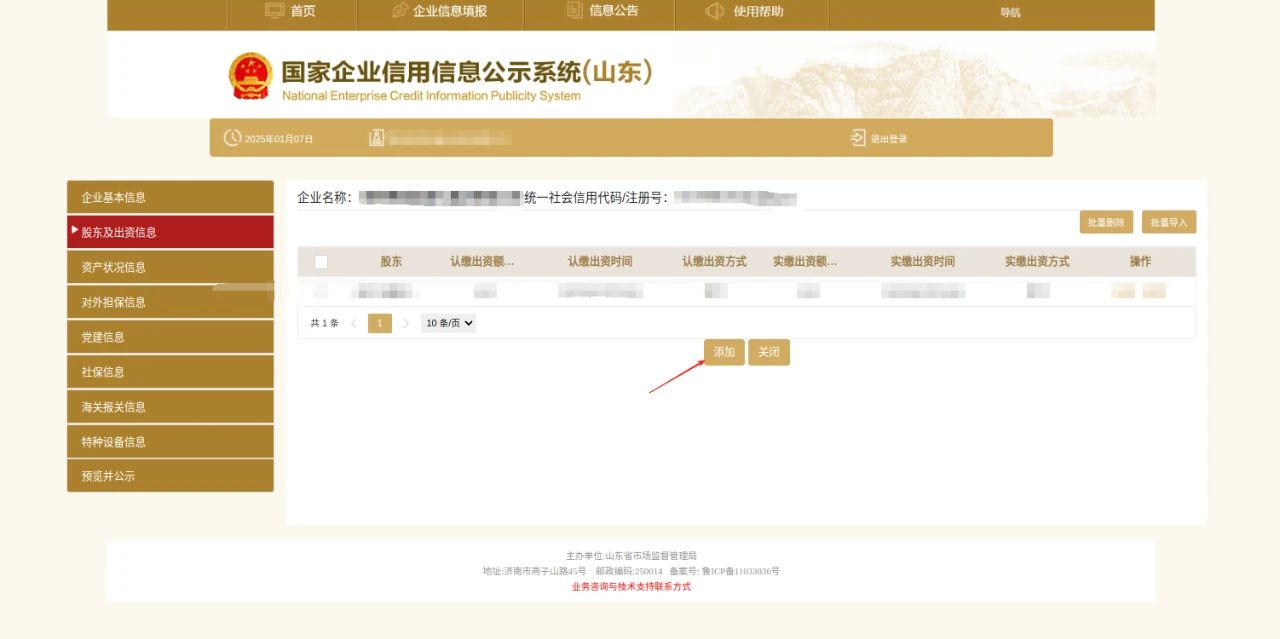 首页 企业信息填报 信息公告 使用帮助 导航
国家企业信用信息公示系统(山东)
National Enterprise Credit Information Publicity System
2025年01月07日 退出登录
企业基本信息
股东及出资信息
资产状况信息
对外担保信息
党建信息
社保信息
海关报关信息
特种设备信息
预览并公示
企业名称： 统一社会信用代码/注册号：
批量删除 批量导入
股东 认缴出资额... 认缴出资时间 认缴出资方式 实缴出资额... 实缴出资时间 实缴出资方式 操作
共 1 条 1 10 条/页
添加 关闭
主办单位:山东省市场监督管理局
地址:济南市燕子山路45号 邮政编码:250014 备案号: 鲁ICP备11033036号
业务咨询与技术支持联系方式